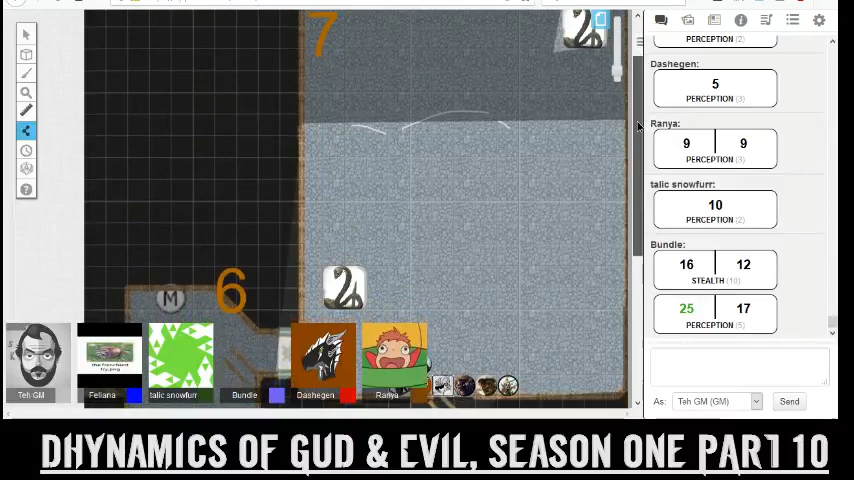 7
PERCEPTION (2)
Dashegen:
5
PERCEPTION (3)
Ranya:
9 9
PERCEPTION (3)
talic snowfurr:
10
PERCEPTION (2)
Bundle:
16 12
STEALTH (10)
25 17
PERCEPTION (5)
6
M
Teh GM
Feliana
talic snowfurr
Bundle
Dashegen
Ranya
As: Teh GM (GM) Send
DHYNAMICS OF GUD & EVIL, SEASON ONE PART 10